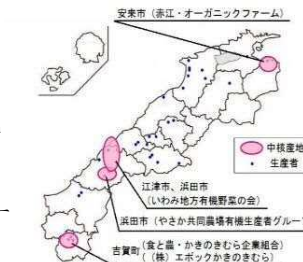 安来市（赤江・オーガニックファーム）
中核産地
生産者
江津市、浜田市
（いわみ地方有機野菜の会）
浜田市（やさか共同農場有機生産者グループ）
吉賀町（食と農・かきのきむら企業組合）
（（株）エポックかきのきむら）